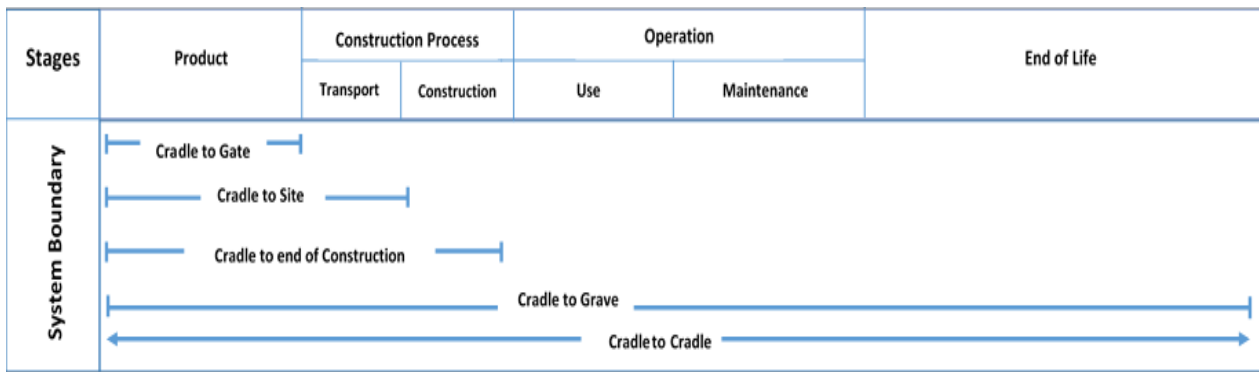 Stages
Product
Construction Process
Operation
End of Life
Transport
Construction
Use
Maintenance
System Boundary
Cradle to Gate
Cradle to Site
Cradle to end of Construction
Cradle to Grave
Cradle to Cradle